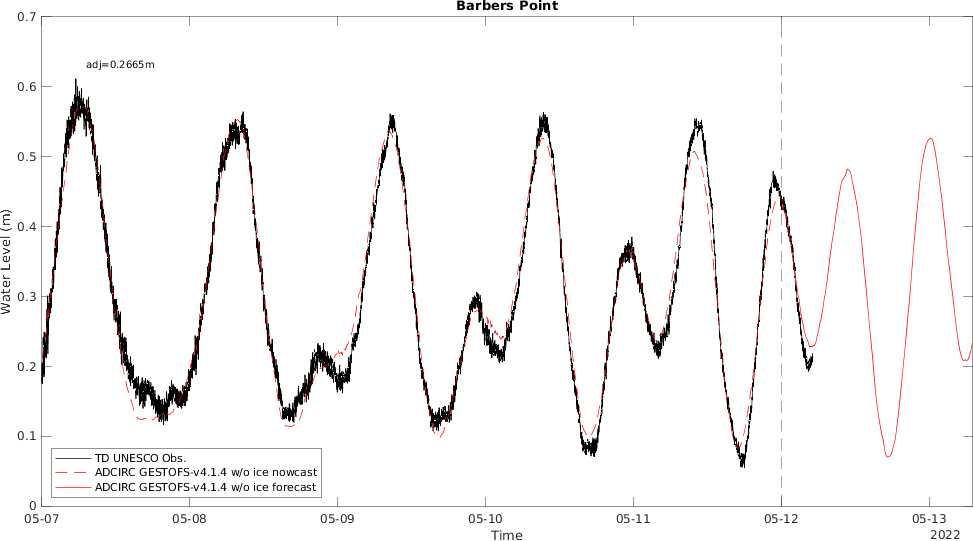 Barbers Point
adj=0.2665m
0.7
0.6
0.5
0.4
0.3
0.2
0.1
0
Water Level (m)
TD UNESCO Obs.
ADCIRC GESTOFS-v4.1.4 w/o ice nowcast
ADCIRC GESTOFS-v4.1.4 w/o ice forecast
05-07 05-08 05-09 05-10 05-11 05-12 05-13
Time
2022